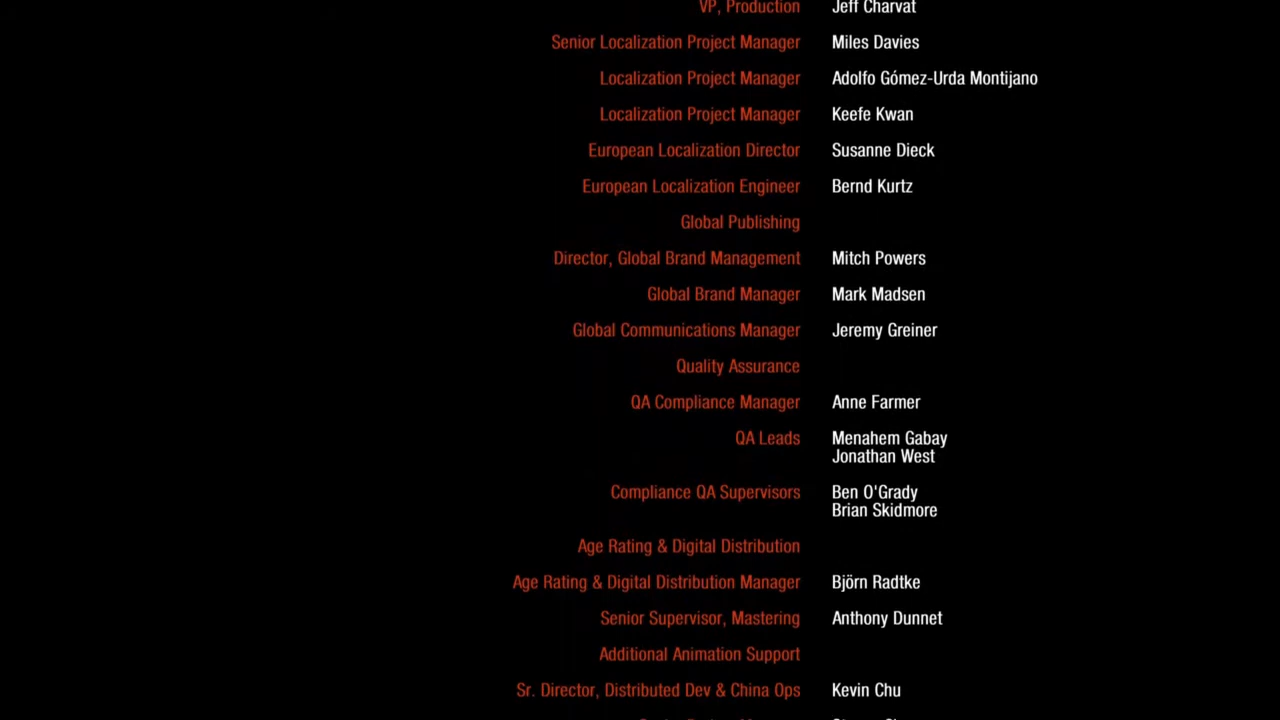 VP, Production Jeff Charvat
Senior Localization Project Manager Miles Davies
Localization Project Manager Adolfo Gómez-Urda Montijano
Localization Project Manager Keefe Kwan
European Localization Director Susanne Dieck
European Localization Engineer Bernd Kurtz
Global Publishing
Director, Global Brand Management Mitch Powers
Global Brand Manager Mark Madsen
Global Communications Manager Jeremy Greiner
Quality Assurance
QA Compliance Manager Anne Farmer
QA Leads Menahem Gabay
Jonathan West
Compliance QA Supervisors Ben O'Grady
Brian Skidmore
Age Rating & Digital Distribution
Age Rating & Digital Distribution Manager Björn Radtke
Senior Supervisor, Mastering Anthony Dunnet
Additional Animation Support
Sr. Director, Distributed Dev & China Ops Kevin Chu